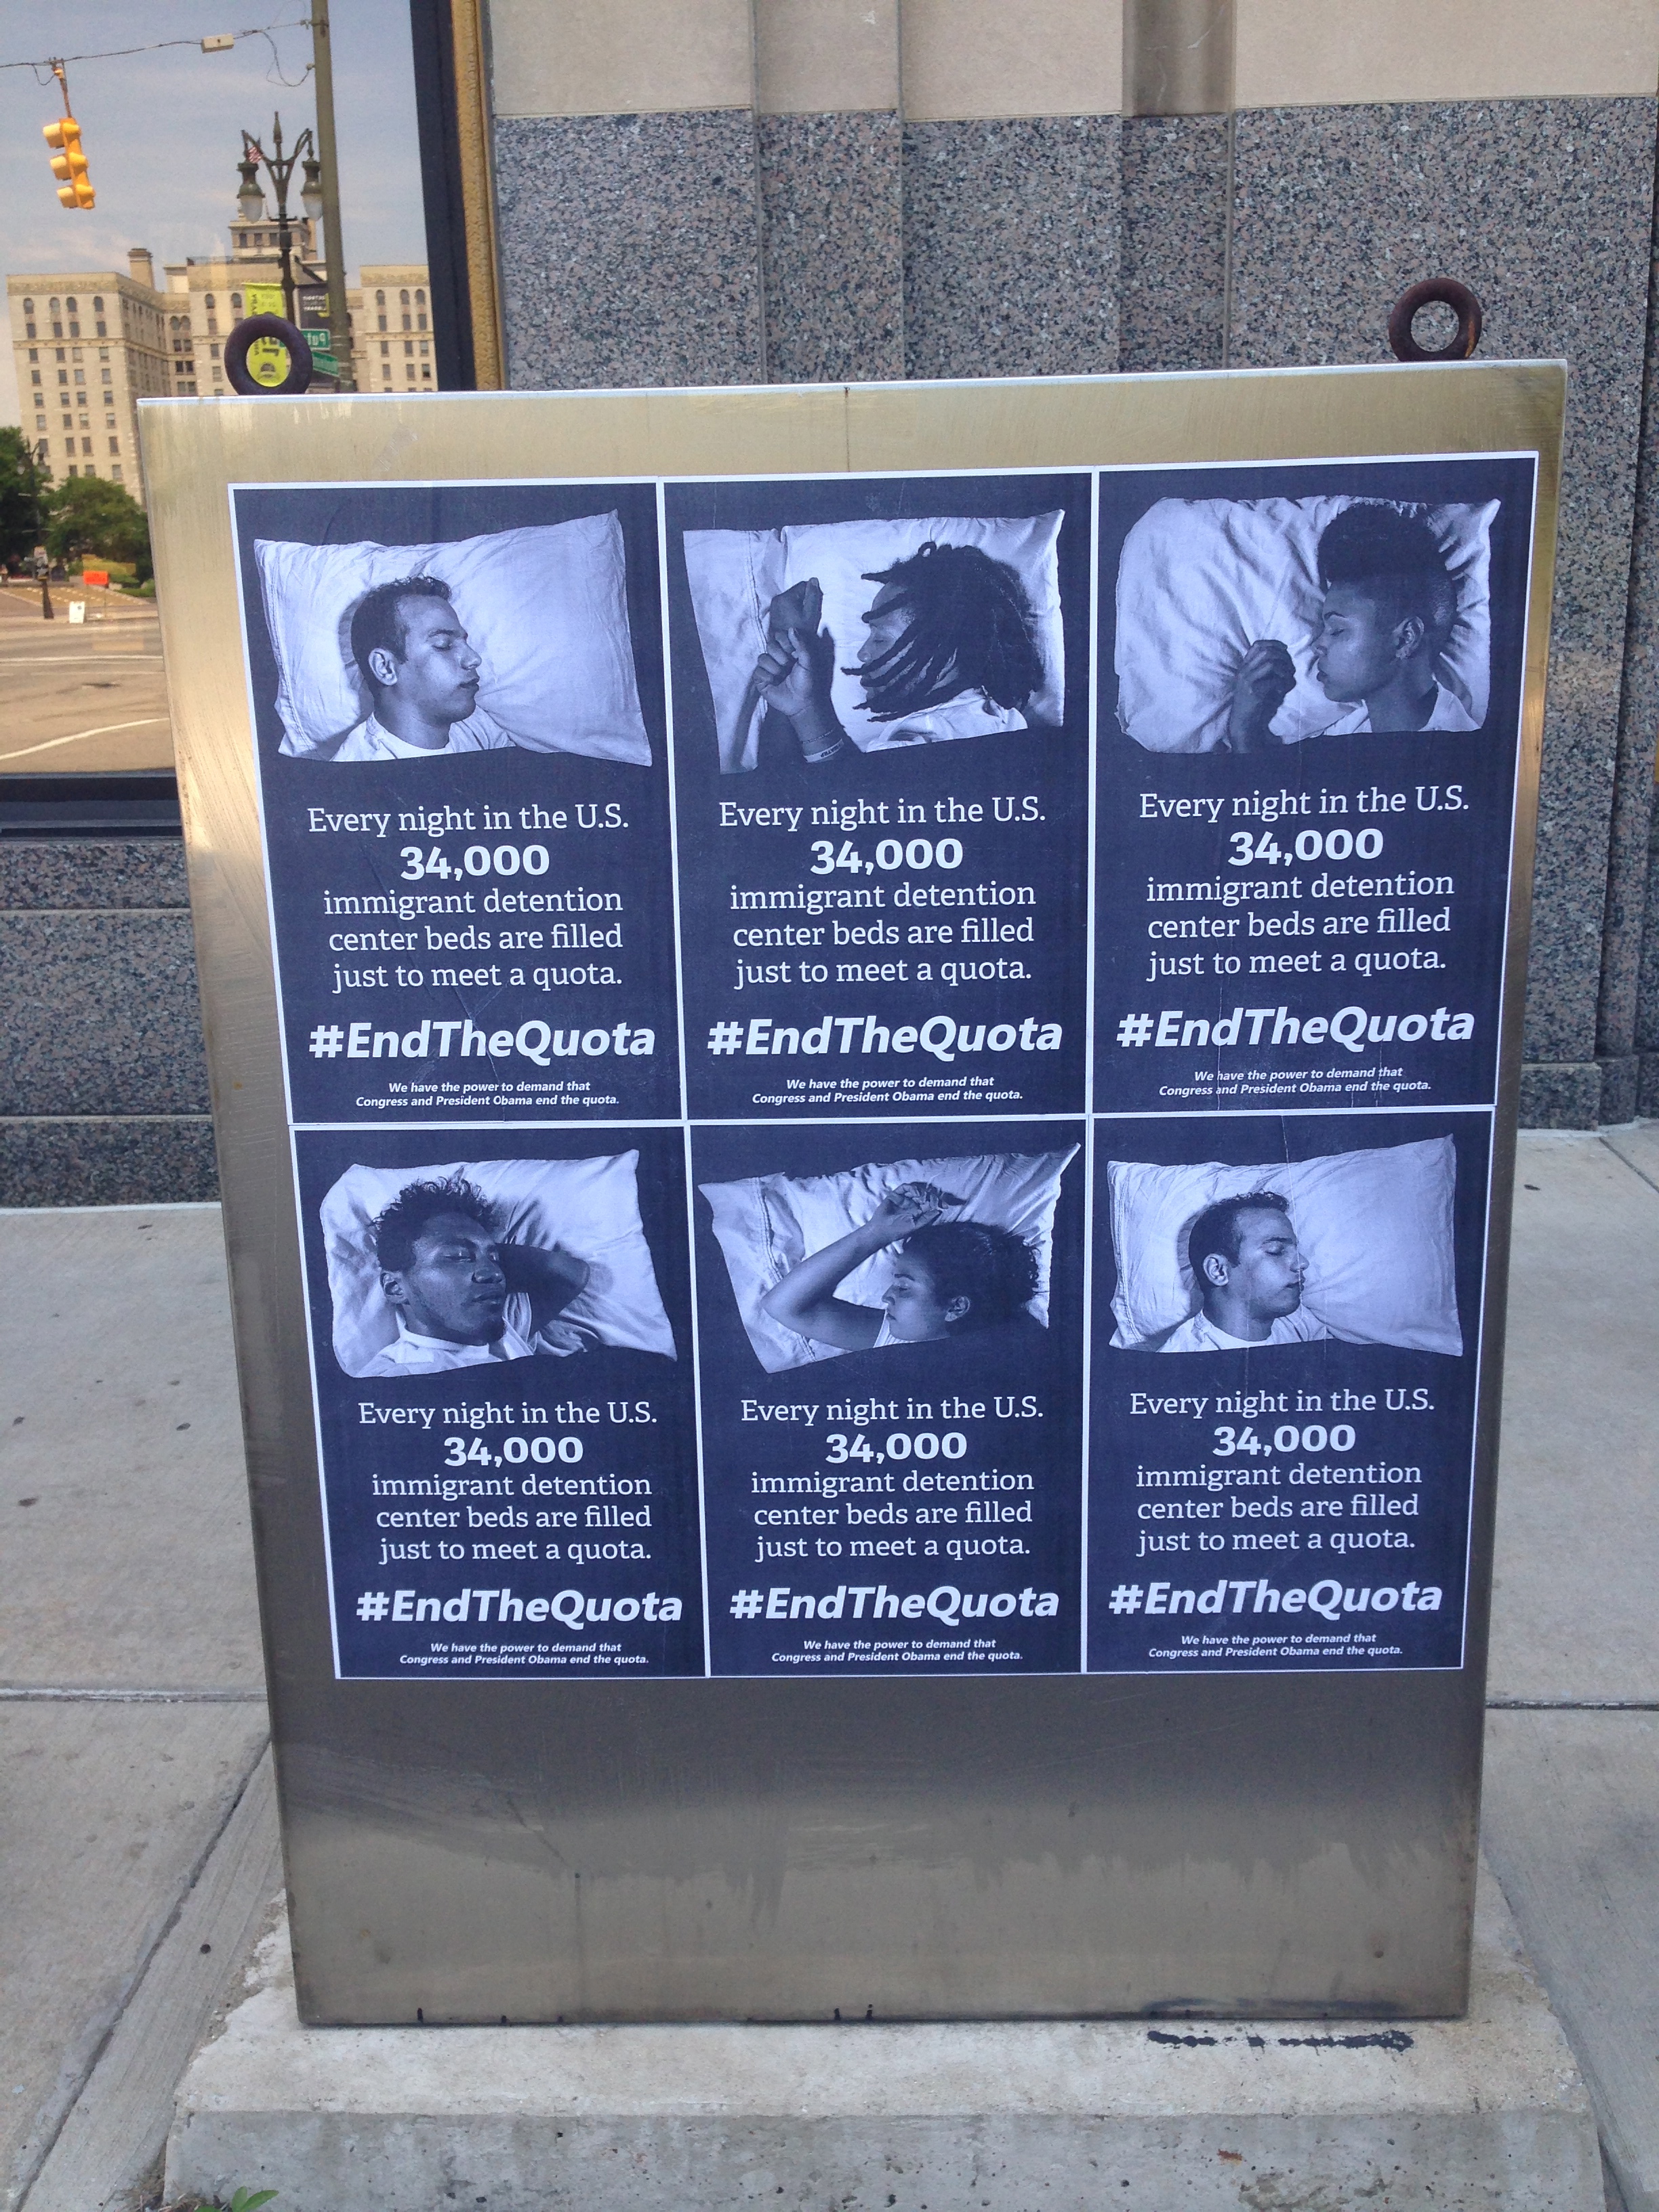 Every night in the U.S.
34,000
immigrant detention
center beds are filled
just to meet a quota.
#EndTheQuota
We have the power to demand that
Congress and President Obama end the quota.
Every night in the U.S.
34,000
immigrant detention
center beds are filled
just to meet a quota.
#EndTheQuota
We have the power to demand that
Congress and President Obama end the quota.
Every night in the U.S.
34,000
immigrant detention
center beds are filled
just to meet a quota.
#EndTheQuota
We have the power to demand that
Congress and President Obama end the quota.
Every night in the U.S.
34,000
immigrant detention
center beds are filled
just to meet a quota.
#EndTheQuota
We have the power to demand that
Congress and President Obama end the quota.
Every night in the U.S.
34,000
immigrant detention
center beds are filled
just to meet a quota.
#EndTheQuota
We have the power to demand that
Congress and President Obama end the quota.
Every night in the U.S.
34,000
immigrant detention
center beds are filled
just to meet a quota.
#EndTheQuota
We have the power to demand that
Congress and President Obama end the quota.